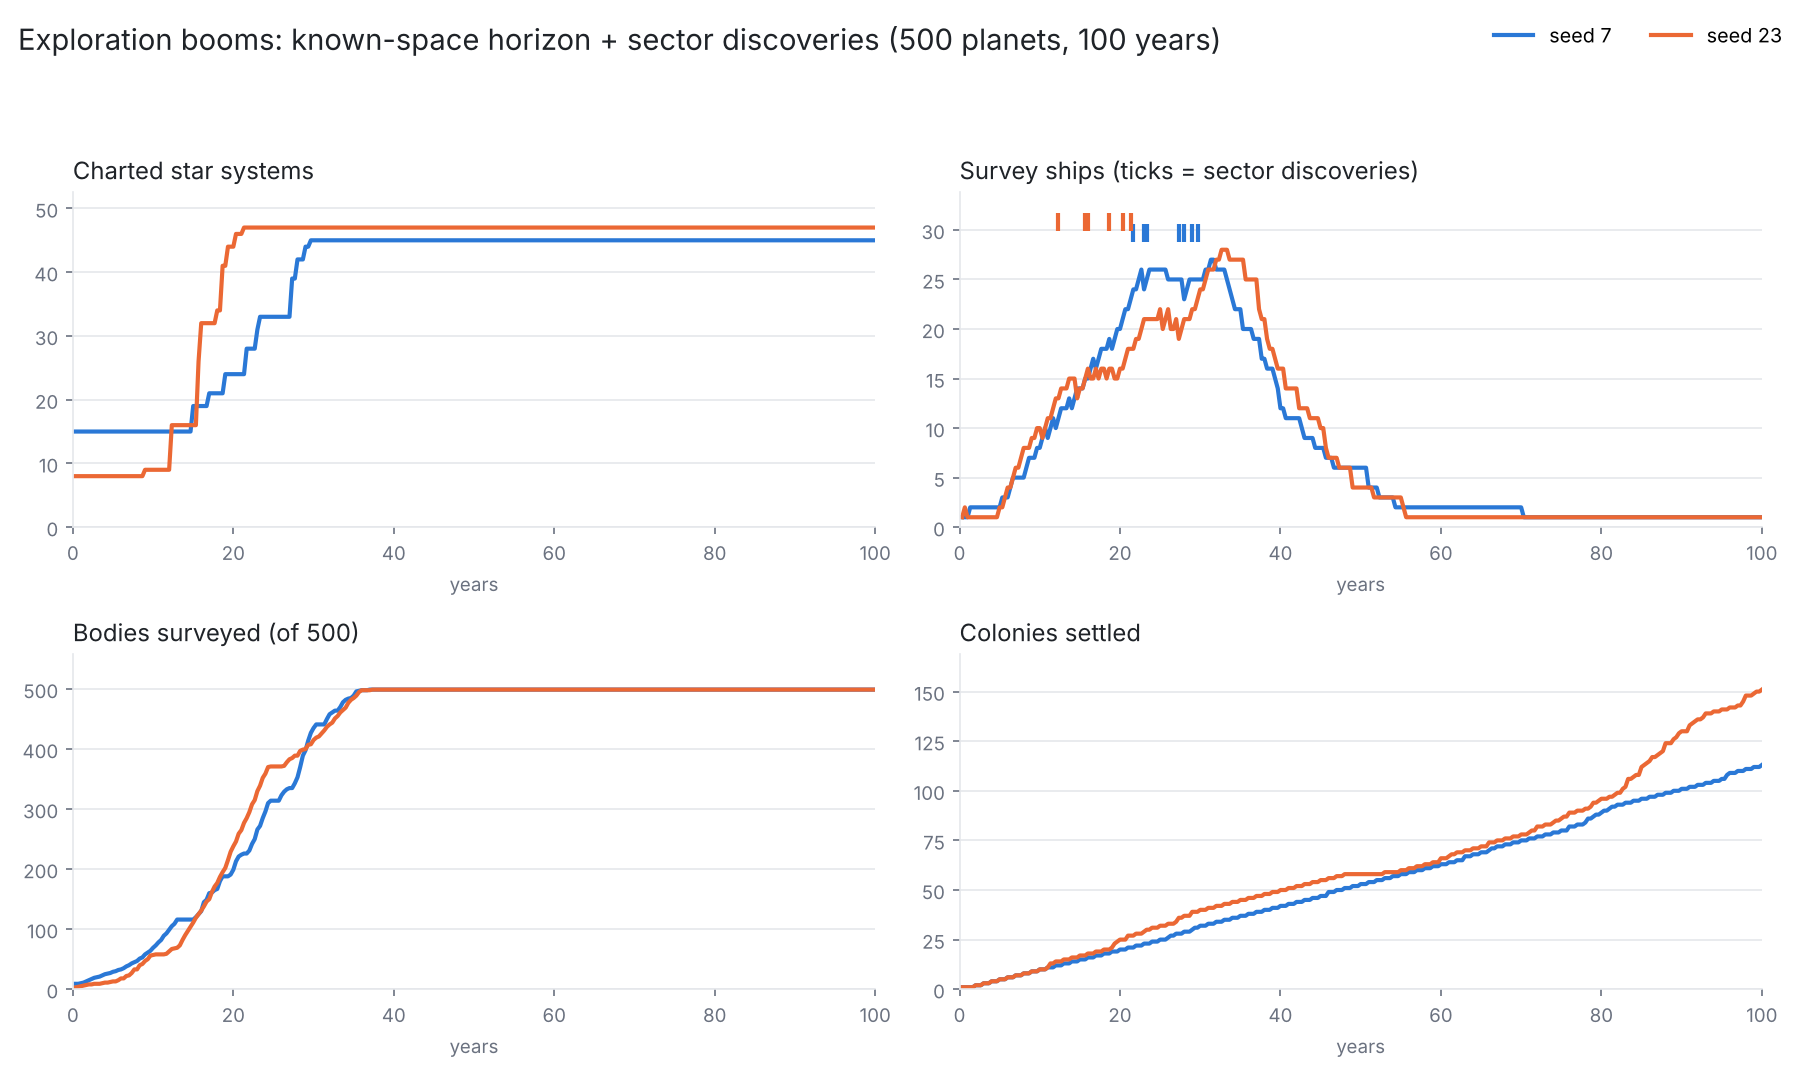 Exploration booms: known-space horizon + sector discoveries (500 planets, 100 years)
seed 7
seed 23
Charted star systems
50
40
30
20
10
0
0 20 40 60 80 100
years
Survey ships (ticks = sector discoveries)
30
25
20
15
10
5
0
0 20 40 60 80 100
years
Bodies surveyed (of 500)
500
400
300
200
100
0
0 20 40 60 80 100
years
Colonies settled
150
125
100
75
50
25
0
0 20 40 60 80 100
years